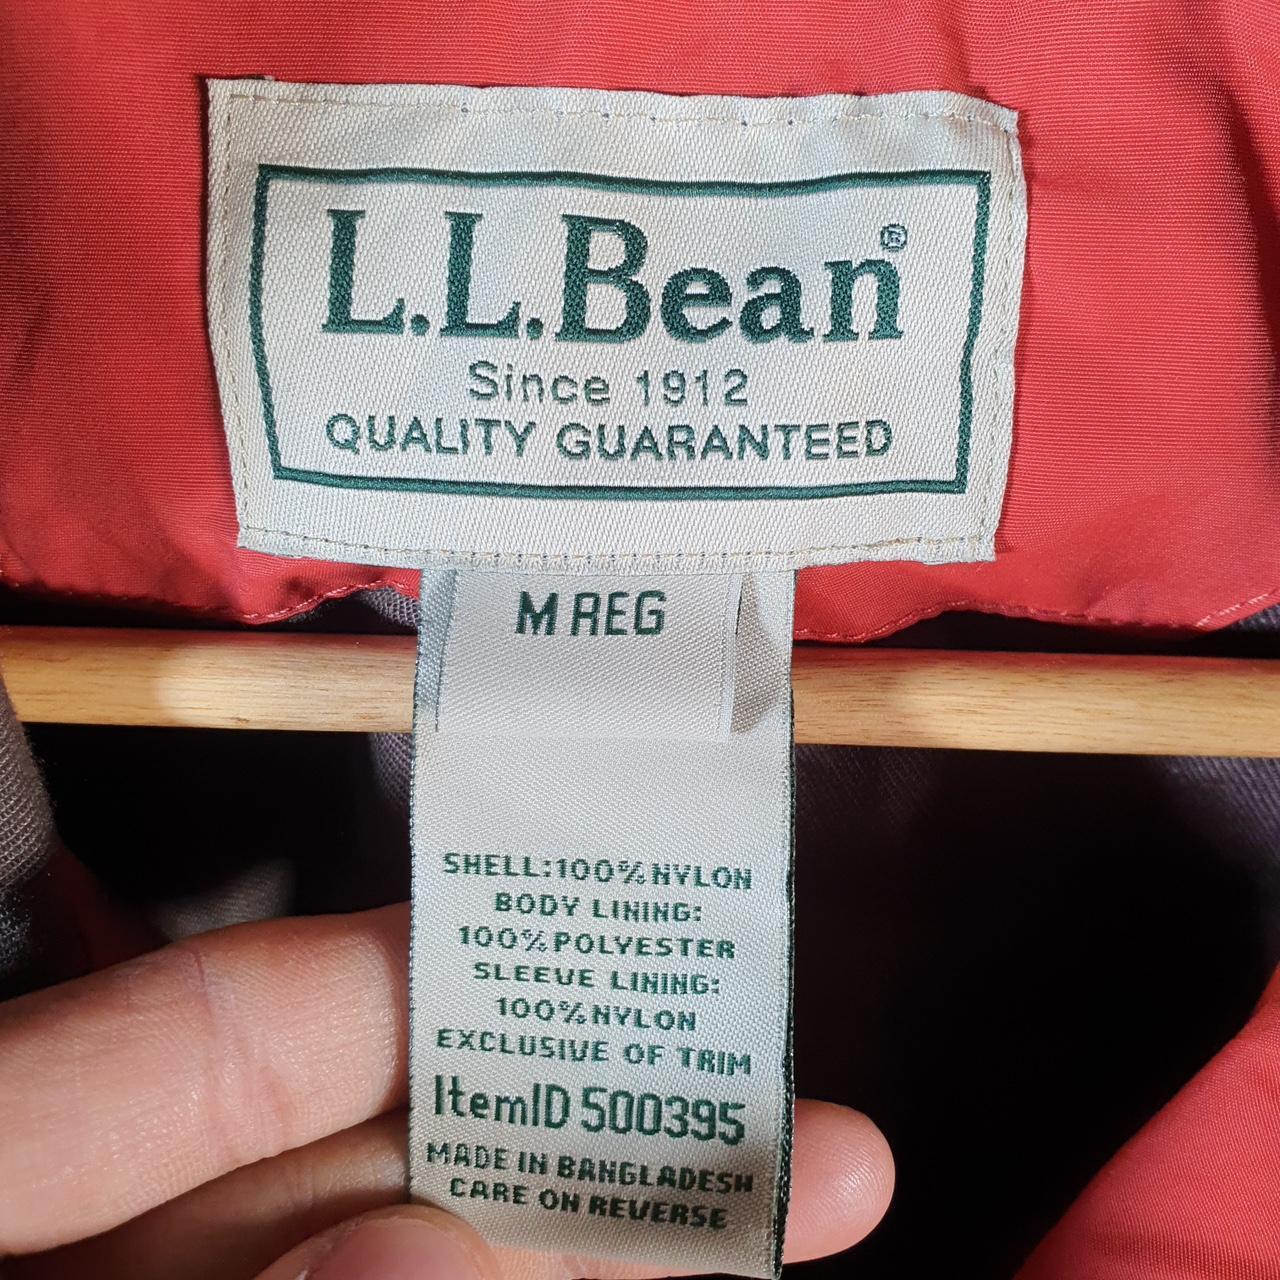 L.L.Bean®
Since 1912
QUALITY GUARANTEED
M REG
SHELL:100%NYLON
BODY LINING:
100%POLYESTER
SLEEVE LINING:
100%NYLON
EXCLUSIVE OF TRIM
ItemID 500395
MADE IN BANGLADESH
CARE ON REVERSE